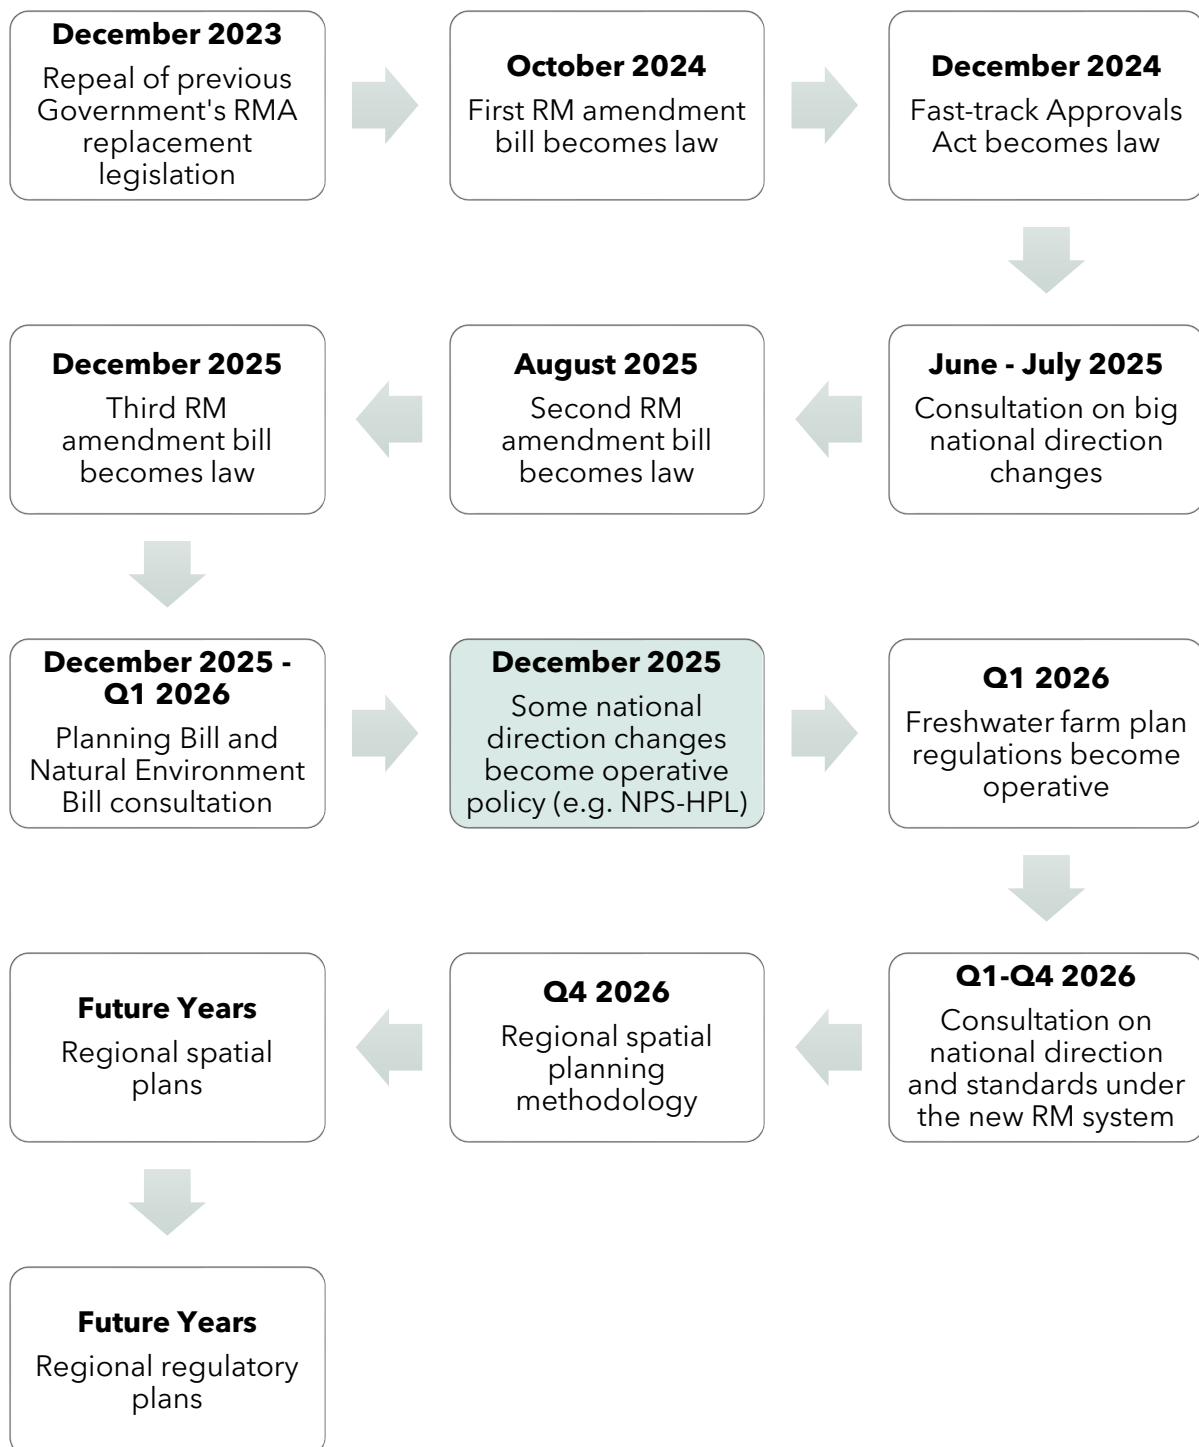 December 2023
Repeal of previous
Government's RMA
replacement
legislation
October 2024
First RM amendment
bill becomes law
December 2024
Fast-track Approvals
Act becomes law
June - July 2025
Consultation on big
national direction
changes
August 2025
Second RM
amendment bill
becomes law
December 2025
Third RM
amendment bill
becomes law
December 2025 -
Q1 2026
Planning Bill and
Natural Environment
Bill consultation
December 2025
Some national
direction changes
become operative
policy (e.g. NPS-HPL)
Q1 2026
Freshwater farm plan
regulations become
operative
Q1-Q4 2026
Consultation on
national direction
and standards under
the new RM system
Q4 2026
Regional spatial
planning
methodology
Future Years
Regional spatial
plans
Future Years
Regional regulatory
plans